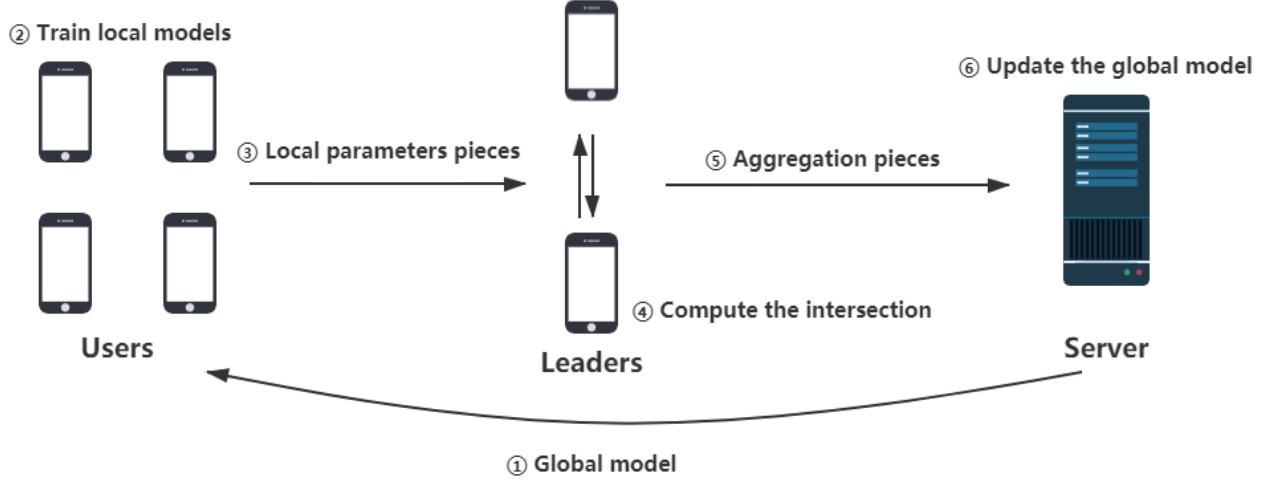 ② Train local models
⑥ Update the global model
③ Local parameters pieces
⑤ Aggregation pieces
④ Compute the intersection
Users
Leaders
Server
① Global model